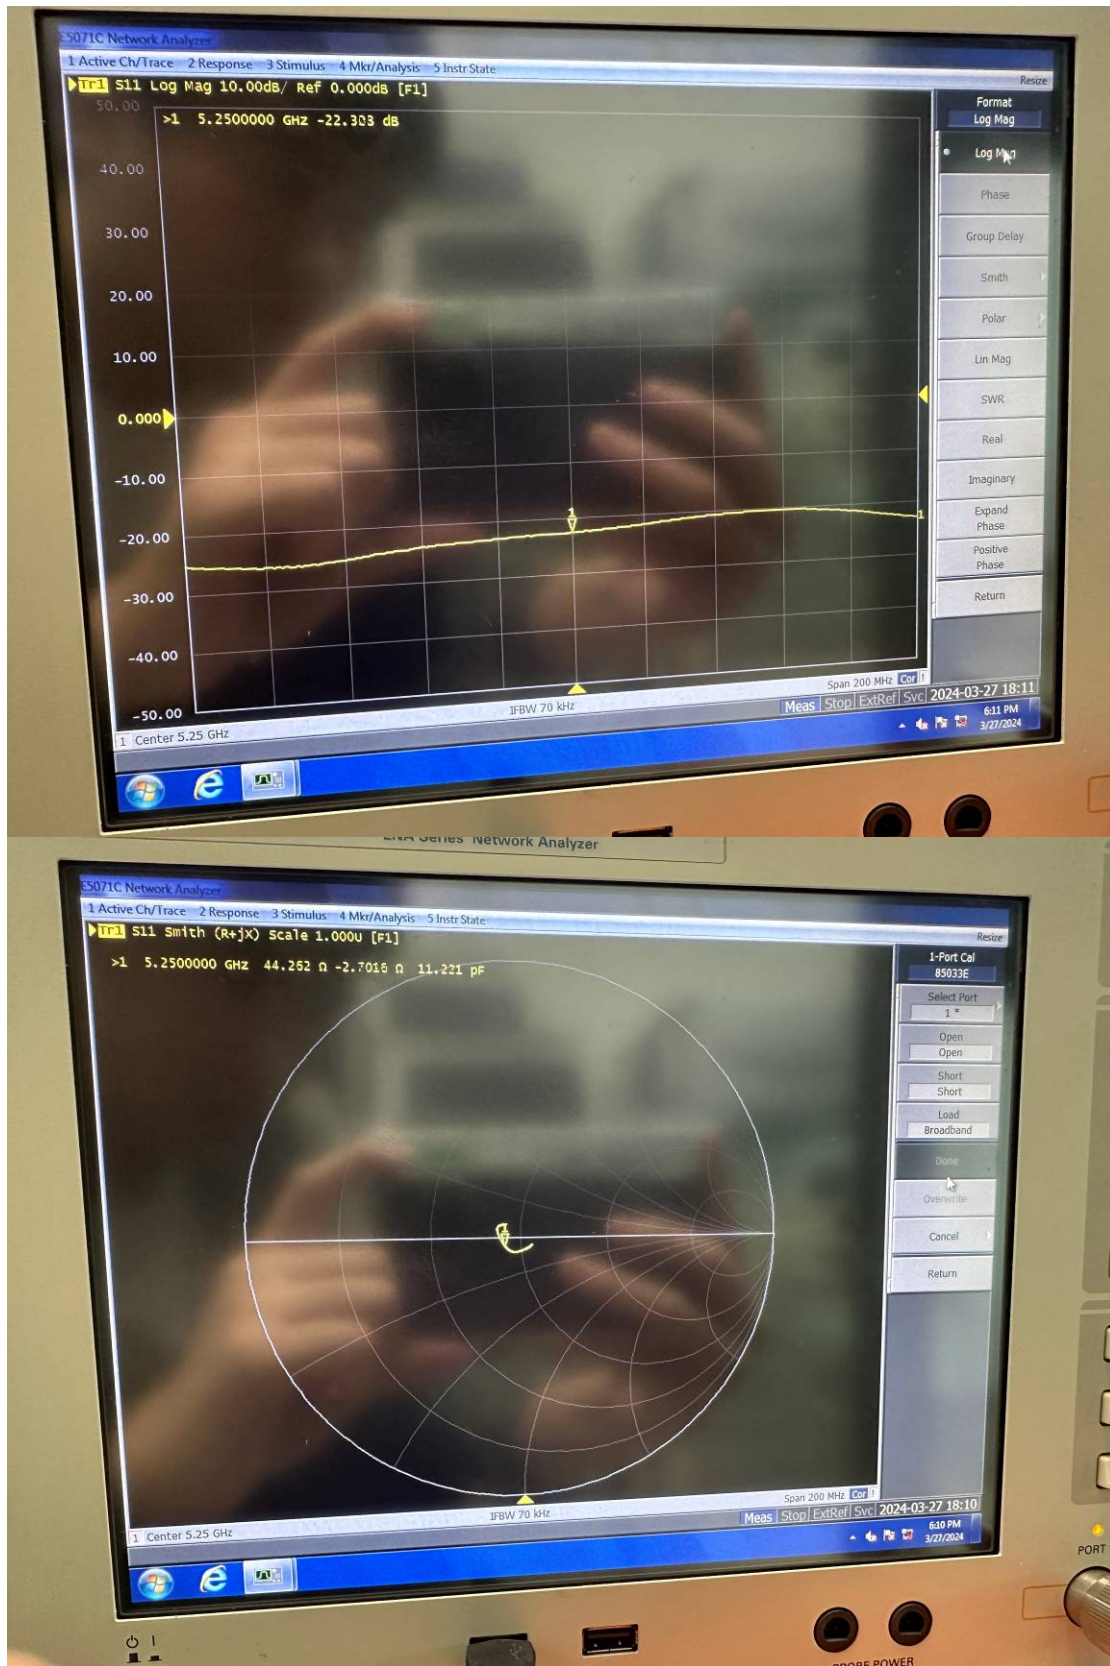 E5071C Network Analyzer
1 Active Ch/Trace 2 Response 3 Stimulus 4 Mkr/Analysis 5 Instr State
Resize
Tr1 S11 Log Mag 10.00dB/ Ref 0.000dB [F1]
50.00
>1 5.2500000 GHz -22.303 dB
40.00
30.00
20.00
10.00
0.000
-10.00
-20.00
-30.00
-40.00
-50.00
1
1
Format
Log Mag
Log Mag
Phase
Group Delay
Smith
Polar
Lin Mag
SWR
Real
Imaginary
Expand
Phase
Positive
Phase
Return
1 Center 5.25 GHz
IFBW 70 kHz
Span 200 MHz Cor !
Meas Stop ExtRef Svc 2024-03-27 18:11
6:11 PM
3/27/2024
ENA Series Network Analyzer
E5071C Network Analyzer
1 Active Ch/Trace 2 Response 3 Stimulus 4 Mkr/Analysis 5 Instr State
Resize
Tr1 S11 Smith (R+jX) Scale 1.000U [F1]
>1 5.2500000 GHz 44.262 Ω -2.7016 Ω 11.221 pF
1
1-Port Cal
85033E
Select Port
1 *
Open
Open
Short
Short
Load
Broadband
Done
Overwrite
Cancel
Return
1 Center 5.25 GHz
IFBW 70 kHz
Span 200 MHz Cor !
Meas Stop ExtRef Svc 2024-03-27 18:10
6:10 PM
3/27/2024
PORT
PROBE POWER